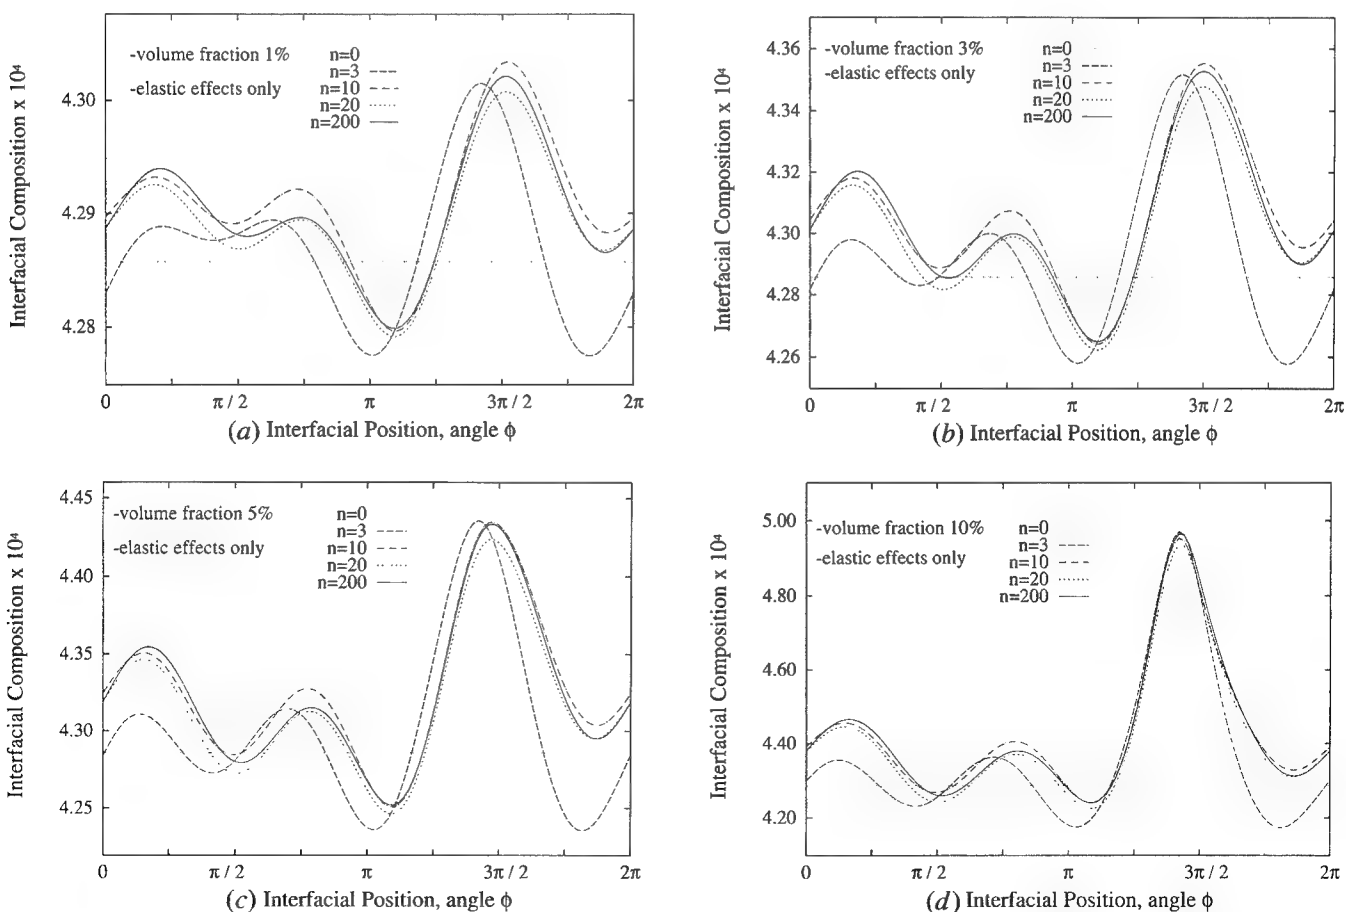 -volume fraction 1%
-elastic effects only
n=0
n=3
n=10
n=20
n=200
4.30
4.29
4.28
Interfacial Composition x 10⁴
0
π / 2
π
3π / 2
2π
(a) Interfacial Position, angle ϕ
-volume fraction 3%
-elastic effects only
n=0
n=3
n=10
n=20
n=200
4.36
4.34
4.32
4.30
4.28
4.26
Interfacial Composition x 10⁴
0
π / 2
π
3π / 2
2π
(b) Interfacial Position, angle ϕ
-volume fraction 5%
-elastic effects only
n=0
n=3
n=10
n=20
n=200
4.45
4.40
4.35
4.30
4.25
Interfacial Composition x 10⁴
0
π / 2
π
3π / 2
2π
(c) Interfacial Position, angle ϕ
-volume fraction 10%
-elastic effects only
n=0
n=3
n=10
n=20
n=200
5.00
4.80
4.60
4.40
4.20
Interfacial Composition x 10⁴
0
π / 2
π
3π / 2
2π
(d) Interfacial Position, angle ϕ